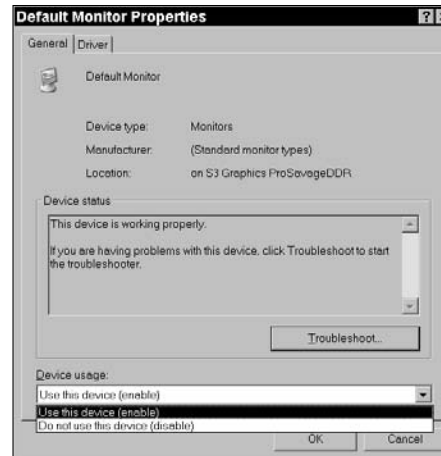 Default Monitor Properties
?
General
Driver
Default Monitor
Device type: Monitors
Manufacturer: (Standard monitor types)
Location: on S3 Graphics ProSavageDDR
Device status
This device is working properly.
If you are having problems with this device, click Troubleshoot to start
the troubleshooter.
Troubleshoot...
Device usage:
Use this device (enable)
Use this device (enable)
Do not use this device (disable)
OK
Cancel